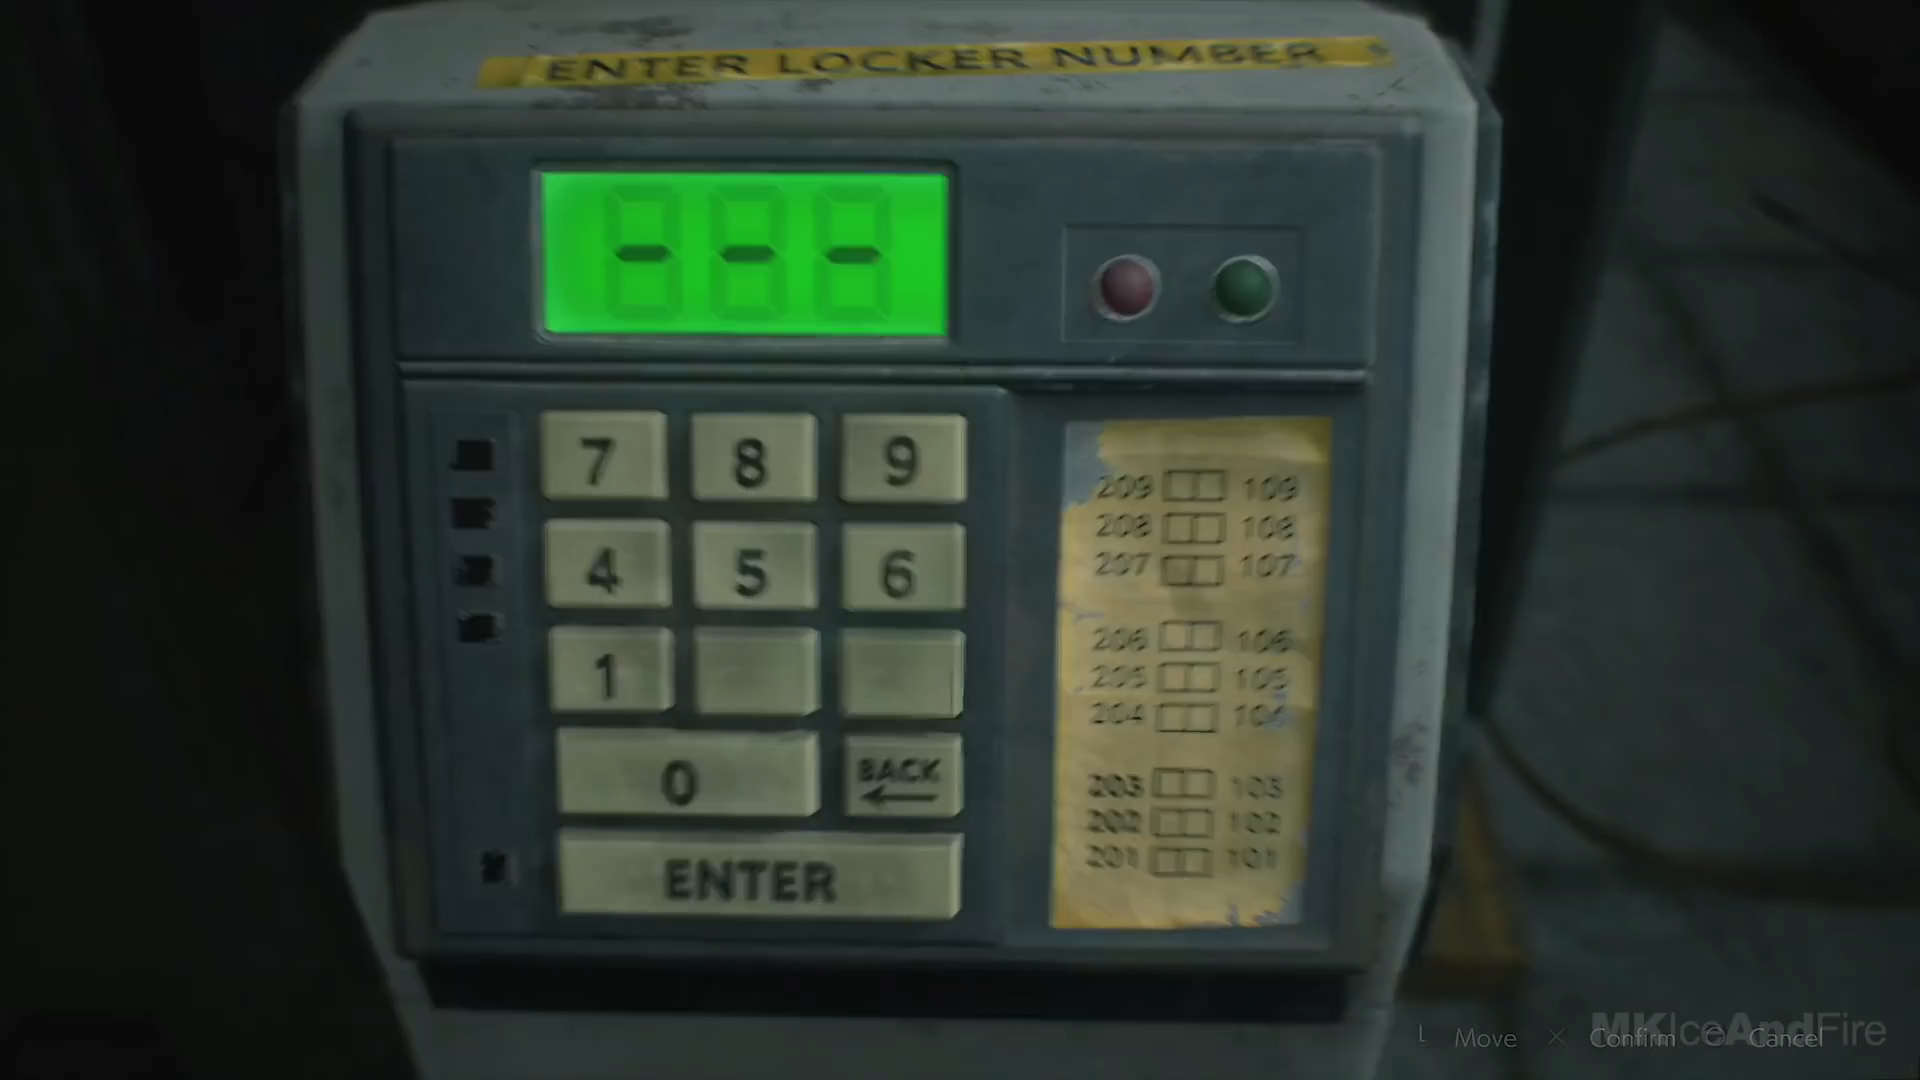 ENTER LOCKER NUMBER
- - -
7 8 9
4 5 6
1
0 BACK
ENTER
209 109
208 108
207 107
206 106
205 105
204 104
203 103
202 102
201 101
L Move × Confirm ○ Cancel
MKIceAndFire